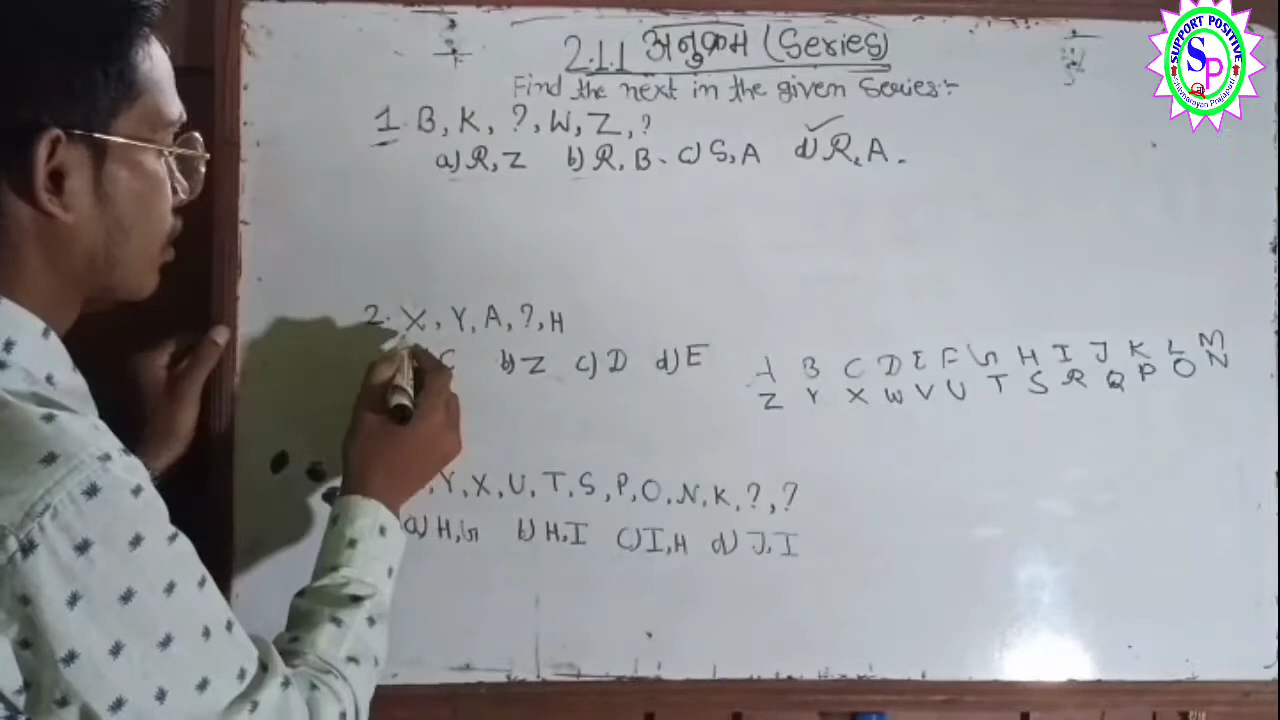 2.1.1 अनुक्रम (Series)
Find the next in the given Series:-
1. B, K, ?, W, Z, ?
a) R, Z b) R, B. c) S, A d) R, A.
2. X, Y, A, ?, H
C b) Z c) D d) E
A B C D E F G H I J K L M
Z Y X W V U T S R Q P O N
Y, X, U, T, S, P, O, N, K, ?, ?
a) H, G b) H, I c) I, H d) J, I
SUPPORT POSITIVE
SP